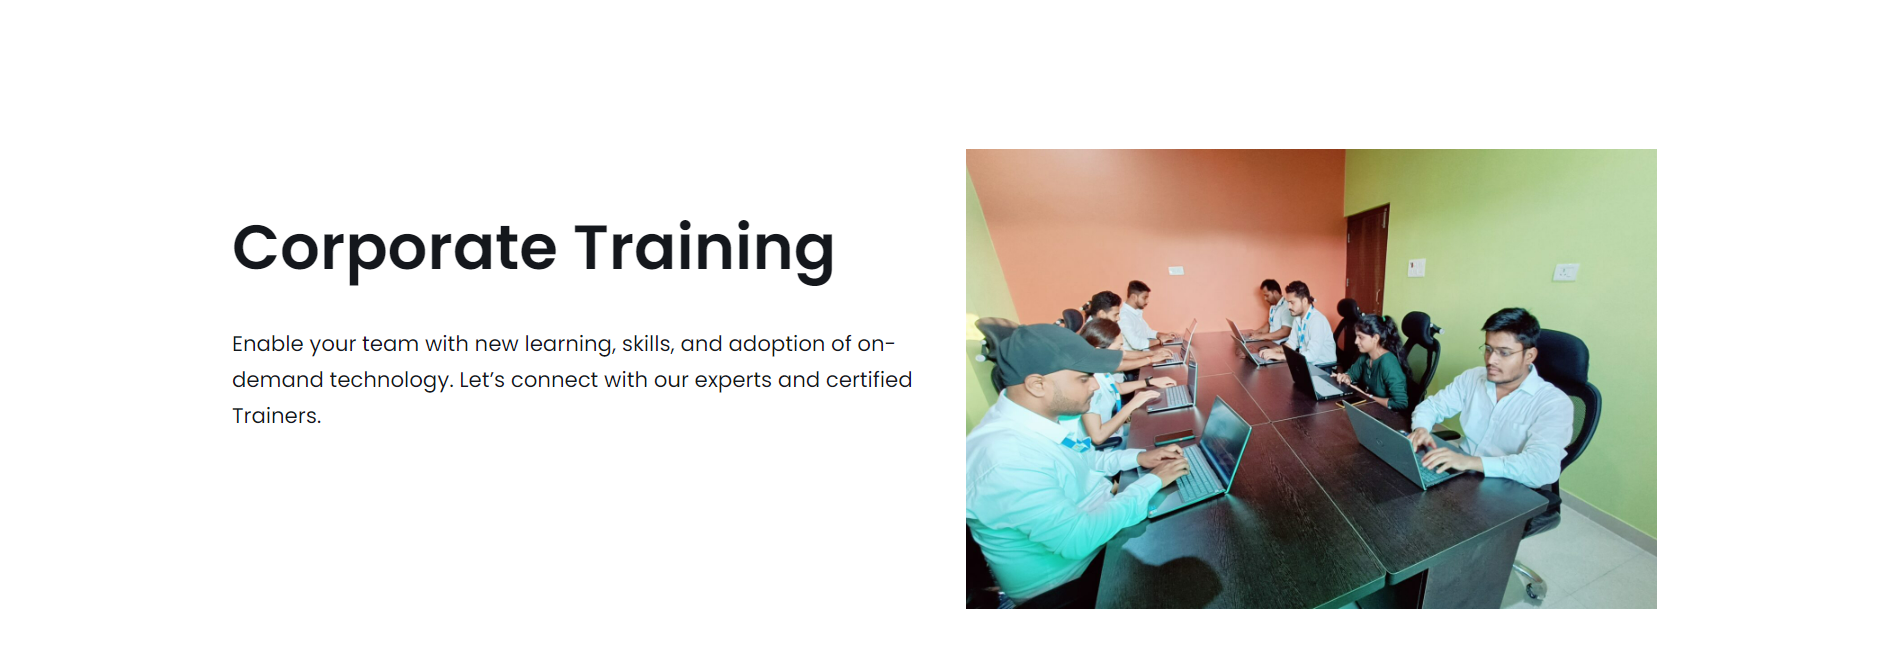 Corporate Training
Enable your team with new learning, skills, and adoption of on-
demand technology. Let’s connect with our experts and certified
Trainers.